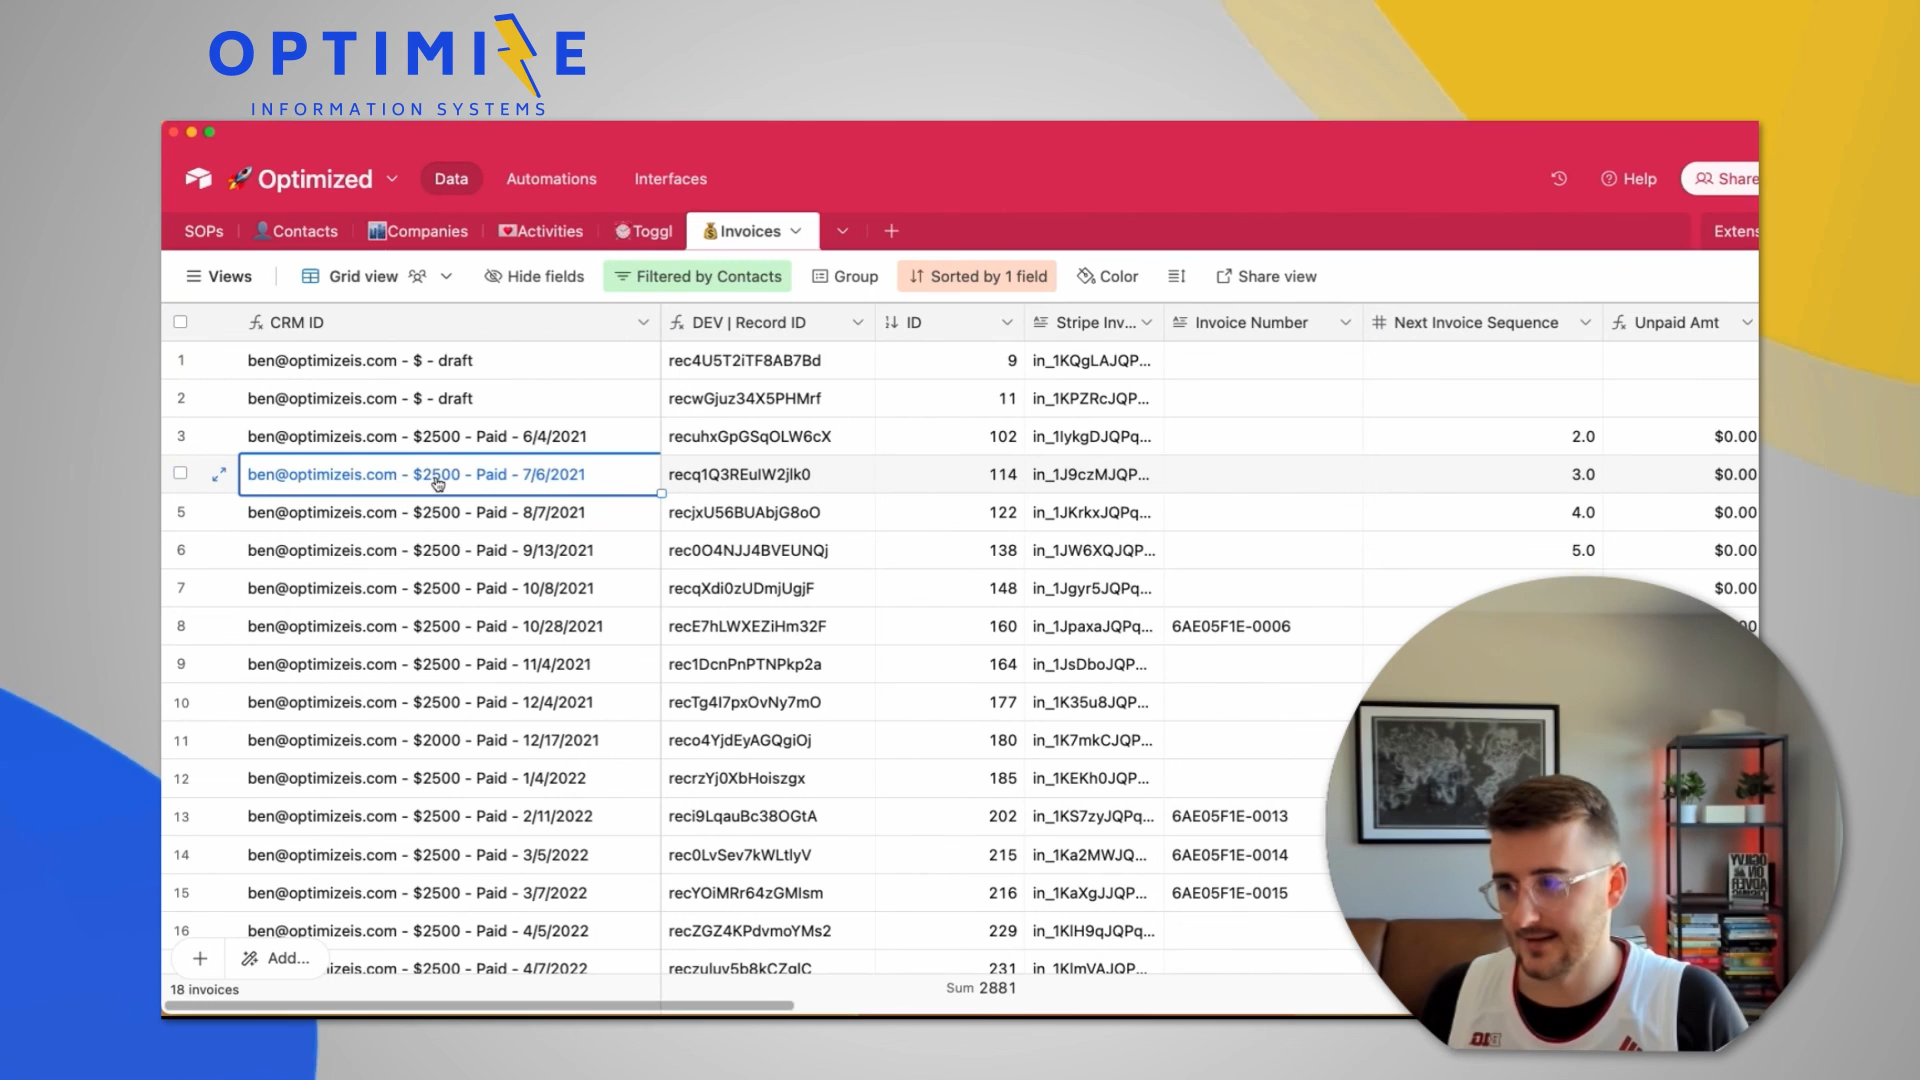 OPTIMIZE
INFORMATION SYSTEMS
Optimized
Data
Automations
Interfaces
Help
Share
SOPs
Contacts
Companies
Activities
Toggl
Invoices
Extens
Views
Grid view
Hide fields
Filtered by Contacts
Group
Sorted by 1 field
Color
Share view
CRM ID DEV | Record ID ID Stripe Inv... Invoice Number Next Invoice Sequence Unpaid Amt
1 ben@optimizeis.com - $ - draft rec4U5T2iTF8AB7Bd 9 in_1KQgLAJQP...
2 ben@optimizeis.com - $ - draft recwGjuz34X5PHMrf 11 in_1KPZRcJQP...
3 ben@optimizeis.com - $2500 - Paid - 6/4/2021 recuhxGpGSqOLW6cX 102 in_1IykgDJQPq... 2.0 $0.00
ben@optimizeis.com - $2500 - Paid - 7/6/2021 recq1Q3REuIW2jlk0 114 in_1J9czMJQP... 3.0 $0.00
5 ben@optimizeis.com - $2500 - Paid - 8/7/2021 recjxU56BUAbjG8oO 122 in_1JKrkxJQPq... 4.0 $0.00
6 ben@optimizeis.com - $2500 - Paid - 9/13/2021 rec0O4NJJ4BVEUNQj 138 in_1JW6XQJQP... 5.0 $0.00
7 ben@optimizeis.com - $2500 - Paid - 10/8/2021 recqXdi0zUDmjUgjF 148 in_1Jgyr5JQPq... $0.00
8 ben@optimizeis.com - $2500 - Paid - 10/28/2021 recE7hLWXEZiHm32F 160 in_1JpaxaJQPq... 6AE05F1E-0006
9 ben@optimizeis.com - $2500 - Paid - 11/4/2021 rec1DcnPnPTNPkp2a 164 in_1JsDboJQP...
10 ben@optimizeis.com - $2500 - Paid - 12/4/2021 recTg4I7pxOvNy7mO 177 in_1K35u8JQP...
11 ben@optimizeis.com - $2000 - Paid - 12/17/2021 reco4YjdEyAGQgiOj 180 in_1K7mkCJQP...
12 ben@optimizeis.com - $2500 - Paid - 1/4/2022 recrzYj0XbHoiszgx 185 in_1KEKh0JQP...
13 ben@optimizeis.com - $2500 - Paid - 2/11/2022 reci9LqauBc38OGtA 202 in_1KS7zyJQPq... 6AE05F1E-0013
14 ben@optimizeis.com - $2500 - Paid - 3/5/2022 rec0LvSev7kWLtlyV 215 in_1Ka2MWJQ... 6AE05F1E-0014
15 ben@optimizeis.com - $2500 - Paid - 3/7/2022 recYOiMRr64zGMlsm 216 in_1KaXgJJQP... 6AE05F1E-0015
16 ben@optimizeis.com - $2500 - Paid - 4/5/2022 recZGZ4KPdvmoYMs2 229 in_1KlH9qJQPq...
izeis.com - $2500 - Paid - 4/7/2022 reczuluv5b8kCZqlC 231 in_1KlmVAJQP...
Add...
18 invoices
Sum 2881